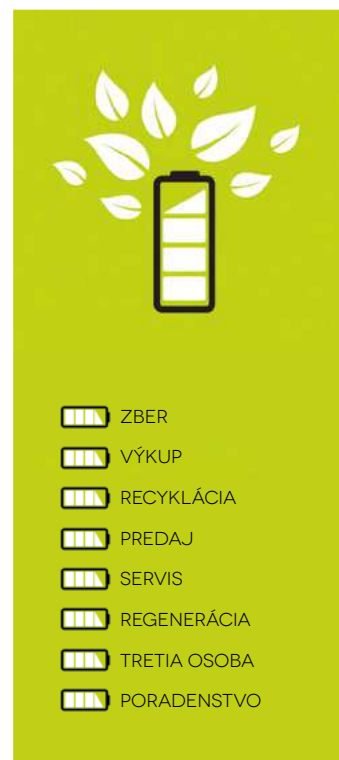 ZBER
VÝKUP
RECYKLÁCIA
PREDAJ
SERVIS
REGENERÁCIA
TRETIA OSOBA
PORADENSTVO